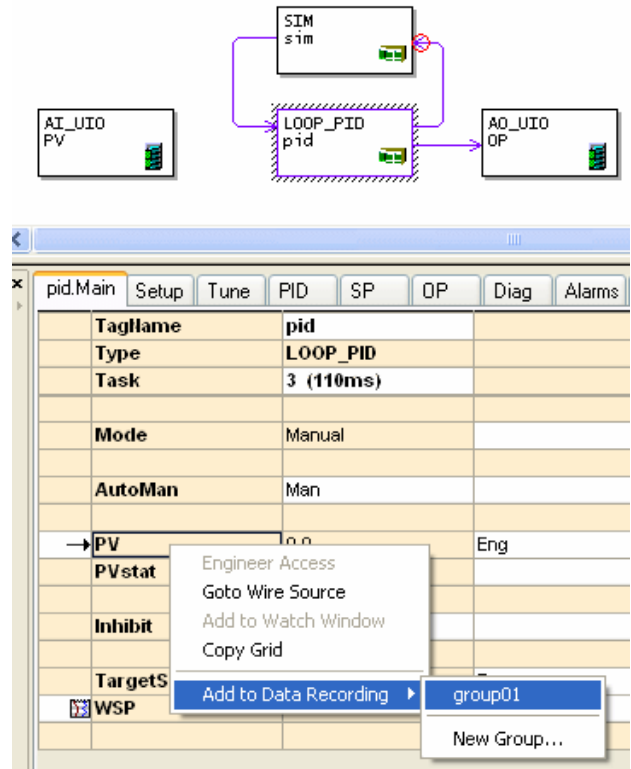 SIM
sim
AI_UIO
PV
LOOP_PID
pid
AO_UIO
OP
pid.Main Setup Tune PID SP OP Diag Alarms
TagName pid
Type LOOP_PID
Task 3 (110ms)
Mode Manual
AutoMan Man
PV Eng
PVstat
Inhibit
TargetS
WSP
Engineer Access
Goto Wire Source
Add to Watch Window
Copy Grid
Add to Data Recording
group01
New Group...